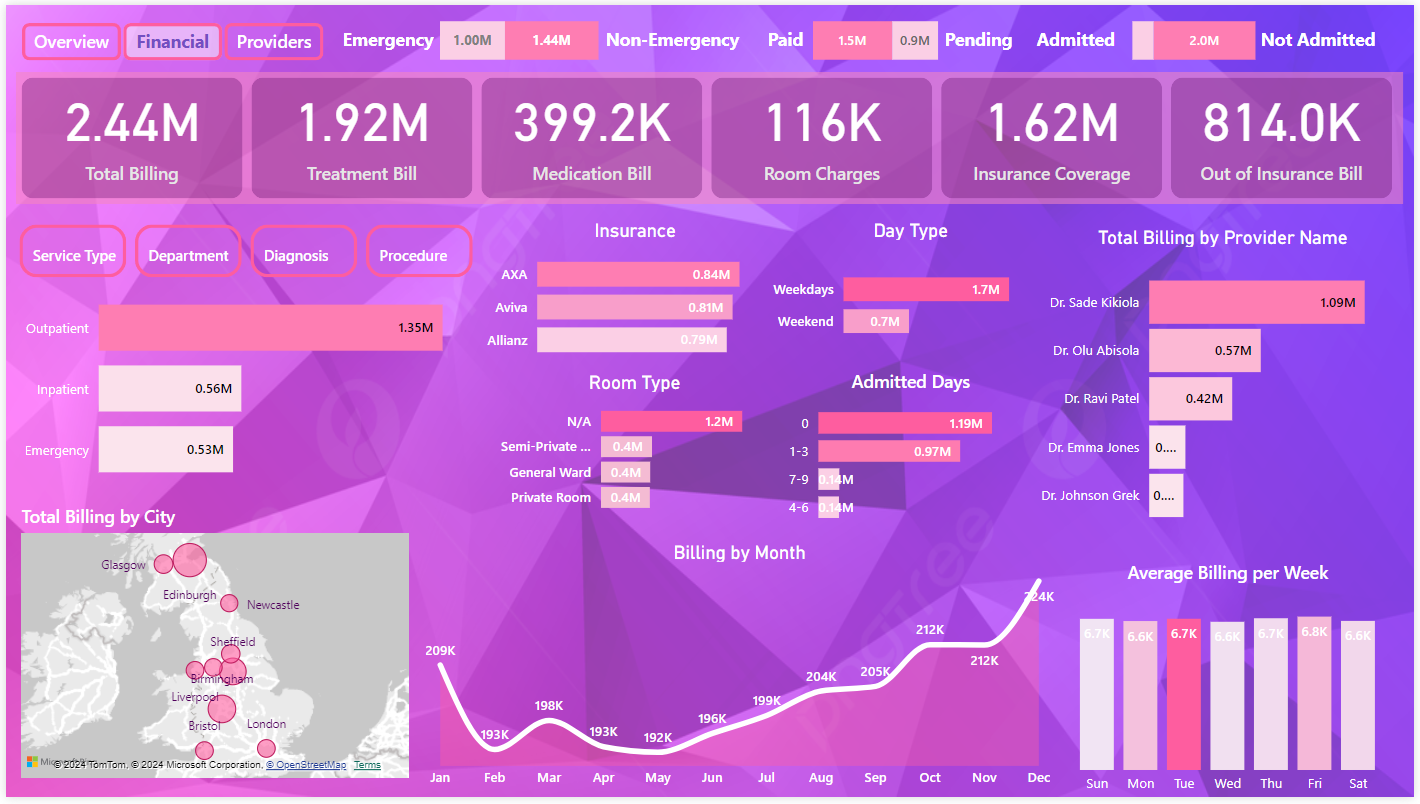 Overview Financial Providers Emergency 1.00M 1.44M Non-Emergency Paid 1.5M 0.9M Pending Admitted 2.0M Not Admitted
2.44M 1.92M 399.2K 116K 1.62M 814.0K
Total Billing Treatment Bill Medication Bill Room Charges Insurance Coverage Out of Insurance Bill
Service Type Department Diagnosis Procedure
Outpatient 1.35M
Inpatient 0.56M
Emergency 0.53M
Insurance
AXA 0.84M
Aviva 0.81M
Allianz 0.79M
Day Type
Weekdays 1.7M
Weekend 0.7M
Total Billing by Provider Name
Dr. Sade Kikiola 1.09M
Dr. Olu Abisola 0.57M
Dr. Ravi Patel 0.42M
Dr. Emma Jones 0....
Dr. Johnson Grek 0....
Room Type
N/A 1.2M
Semi-Private ... 0.4M
General Ward 0.4M
Private Room 0.4M
Admitted Days
0 1.19M
1-3 0.97M
7-9 0.14M
4-6 0.14M
Total Billing by City
Glasgow
Edinburgh
Newcastle
Sheffield
Birmingham
Liverpool
Bristol
London
© 2024 TomTom, © 2024 Microsoft Corporation, © OpenStreetMap Terms
Billing by Month
209K 193K 198K 193K 192K 196K 199K 204K 205K 212K 212K 224K
Jan Feb Mar Apr May Jun Jul Aug Sep Oct Nov Dec
Average Billing per Week
6.7K 6.6K 6.7K 6.6K 6.7K 6.8K 6.6K
Sun Mon Tue Wed Thu Fri Sat
pngtree